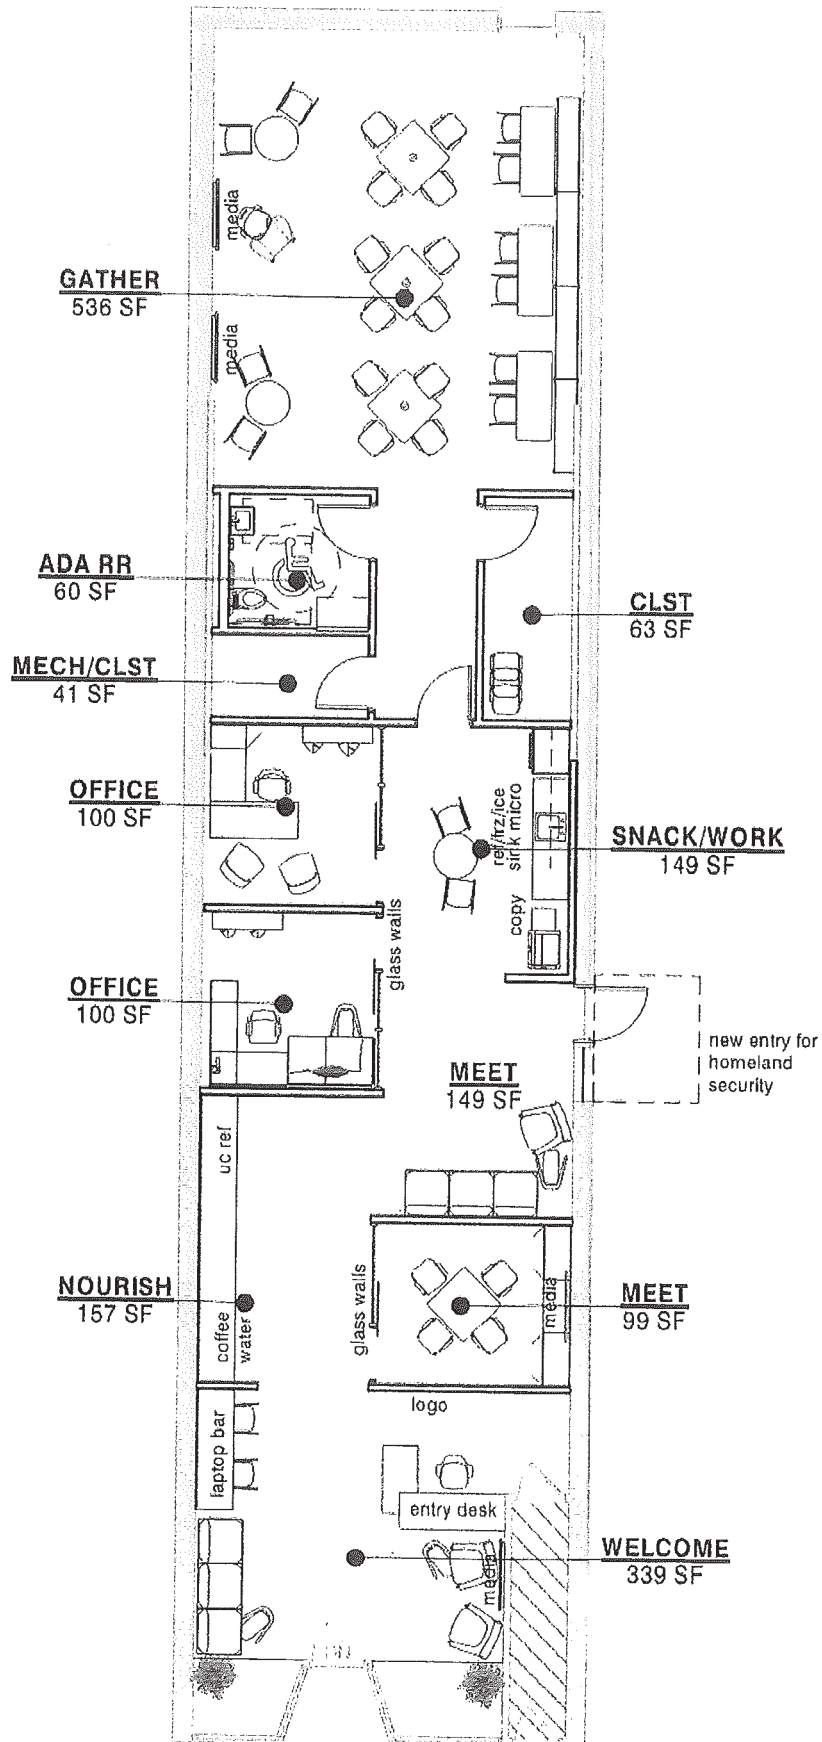 media
GATHER
536 SF
media
ADA RR
60 SF
CLST
63 SF
MECH/CLST
41 SF
OFFICE
100 SF
ref/frz/ice
sink micro
SNACK/WORK
149 SF
copy
glass walls
OFFICE
100 SF
new entry for
homeland
security
MEET
149 SF
uc ref
NOURISH
157 SF
coffee
water
glass walls
media
MEET
99 SF
logo
laptop bar
entry desk
WELCOME
339 SF
media